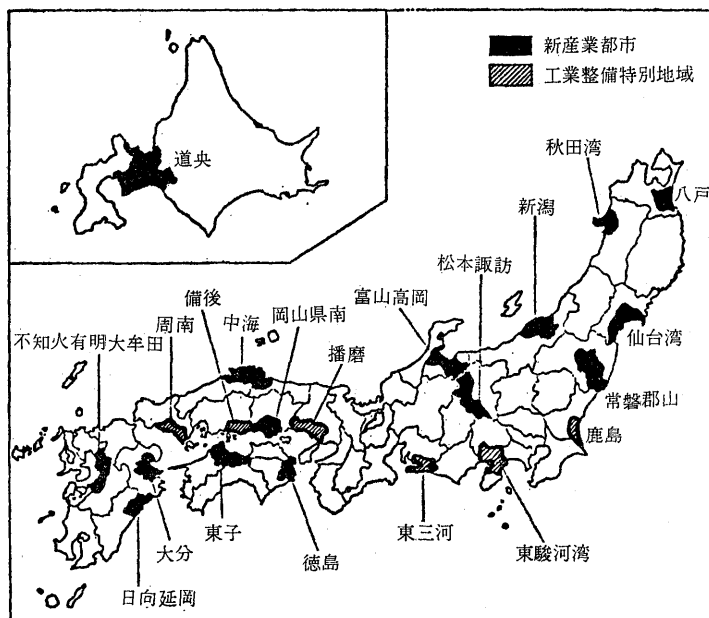 新産業都市
工業整備特別地域
道央
秋田湾
八戸
新潟
松本諏訪
富山高岡
備後
岡山県南
周南
中海
播磨
不知火有明大牟田
仙台湾
常磐郡山
鹿島
東子
徳島
東三河
東駿河湾
大分
日向延岡